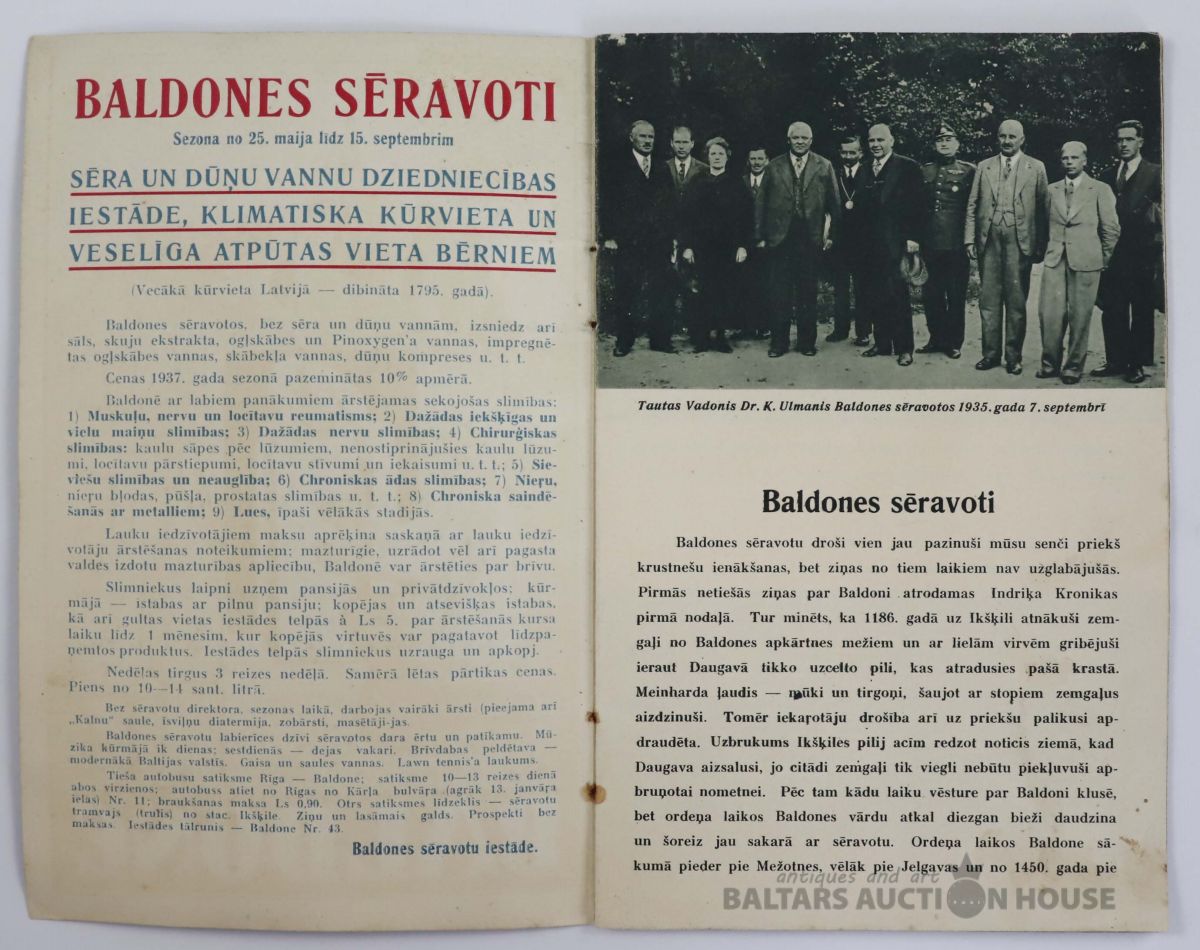 BALDONES SĒRAVOTI
Sezona no 25. maija līdz 15. septembrim
SĒRA UN DŪŅU VANNU DZIEDNIECĪBAS
IESTĀDE, KLIMATISKA KŪRVIETA UN
VESELĪGA ATPŪTAS VIETA BĒRNIEM
(Vecākā kūrvieta Latvijā — dibināta 1795. gadā).
Baldones sēravotos, bez sēra un dūņu vannām, izsniedz arī
sāls, skuju ekstrakta, ogļskābes un Pinoxygen'a vannas, impregnē-
tas ogļskābes vannas, skābekļa vannas, dūņu kompreses u. t. t.
Cenas 1937. gada sezonā pazeminātas 10% apmērā.
Baldonē ar labiem panākumiem ārstējamas sekojošas slimības:
1) Muskuļu, nervu un locītavu reumatisms; 2) Dažādas iekšķīgas un
vielu maiņu slimības; 3) Dažādas nervu slimības; 4) Chirurģiskas
slimības: kaulu sāpes pēc lūzumiem, nenostiprinājušies kaulu lūzu-
mi, locītavu pārstiepumi, locītavu stīvumi un iekaisumi u. t. t.; 5) Sie-
viešu slimības un neauglība; 6) Chroniskas ādas slimības; 7) Nieru,
nieru bļodas, pūšļa, prostatas slimības u. t. t.; 8) Chroniska saindē-
šanās ar metalliem; 9) Lues, īpaši vēlākās stadijās.
Lauku iedzīvotājiem maksu aprēķina saskaņā ar lauku iedzī-
votāju ārstēšanas noteikumiem; mazturīgie, uzrādot vēl arī pagasta
valdes izdotu mazturības apliecību, Baldonē var ārstēties par brīvu.
Slimniekus laipni uzņem pansijās un privātdzīvokļos; kūr-
mājā — istabas ar pilnu pansiju; kopējas un atsevišķas istabas,
kā arī gultas vietas iestādes telpās à Ls 5. par ārstēšanās kursa
laiku līdz 1 mēnesim, kur kopējās virtuvēs var pagatavot līdzpa-
ņemtos produktus. Iestādes telpās slimniekus uzrauga un apkopj.
Nedēļas tirgus 3 reizes nedēļā. Samērā lētas pārtikas cenas.
Piens no 10—14 sant. litrā.
Bez sēravotu direktora, sezonas laikā, darbojas vairāki ārsti (pieejama arī
„Kalnu“ saule, īsviļņu diatermija, zobārsti, masētāji-jas.
Baldones sēravotu labierīces dzīvi sēravotos dara ērtu un patīkamu. Mū-
zika kūrmājā ik dienas; sestdienās — dejas vakari. Brīvdabas peldētava —
modernākā Baltijas valstīs. Gaisa un saules vannas. Lawn tennis'a laukums.
Tieša autobusu satiksme Rīga — Baldone; satiksme 10—13 reizes dienā
abos virzienos; autobuss atiet no Rīgas no Kārļa bulvāra (agrāk 13. janvāra
ielas) Nr. 11; braukšanas maksa Ls 0,90. Otrs satiksmes līdzeklis — sēravotu
tramvajs (trulis) no stac. Ikšķile. Ziņu un lasāmais galds. Prospekti bez
maksas. Iestādes tālrunis — Baldone Nr. 43.
Baldones sēravotu iestāde.
Tautas Vadonis Dr. K. Ulmanis Baldones sēravotos 1935. gada 7. septembrī
Baldones sēravoti
Baldones sēravotu droši vien jau pazinuši mūsu senči priekš
krustnešu ienākšanas, bet ziņas no tiem laikiem nav uzglabājušās.
Pirmās netiešās ziņas par Baldoni atrodamas Indriķa Kronikas
pirmā nodaļā. Tur minēts, ka 1186. gadā uz Ikšķili atnākuši zem-
gaļi no Baldones apkārtnes mežiem un ar lielām virvēm gribējuši
ieraut Daugavā tikko uzcelto pili, kas atradusies pašā krastā.
Meinharda ļaudis — mūki un tirgoņi, šaujot ar stopiem zemgaļus
aizdzinuši. Tomēr iekarotāju drošība arī uz priekšu palikusi ap-
draudēta. Uzbrukums Ikšķiles pilij acīm redzot noticis ziemā, kad
Daugava aizsalusi, jo citādi zemgaļi tik viegli nebūtu piekļuvuši ap-
bruņotai nometnei. Pēc tam kādu laiku vēsture par Baldoni klusē,
bet ordeņa laikos Baldones vārdu atkal diezgan bieži daudzina
un šoreiz jau sakarā ar sēravotu. Ordeņa laikos Baldone sā-
kumā pieder pie Mežotnes, vēlāk pie Jelgavas un no 1450. gada pie
antiques and art
BALTARS AUCTION HOUSE